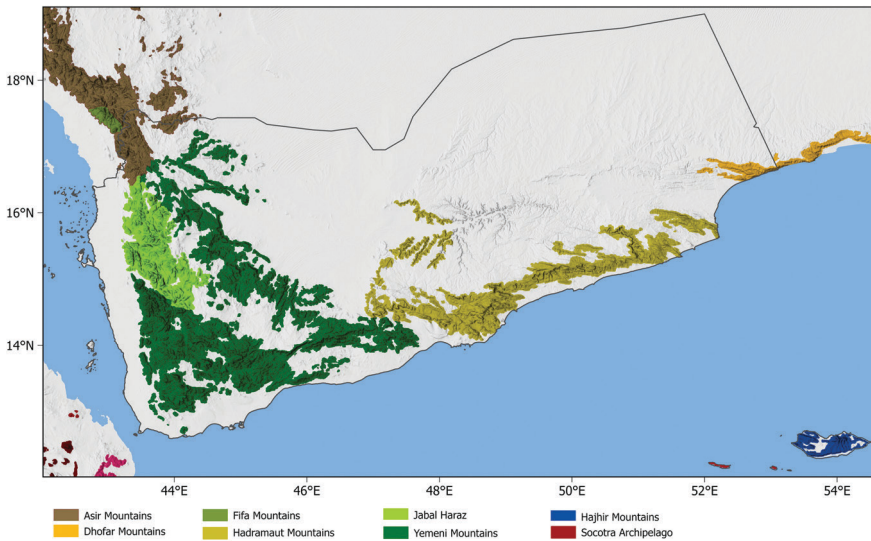 18°N
16°N
14°N
44°E
46°E
48°E
50°E
52°E
54°E
Asir Mountains
Fifa Mountains
Jabal Haraz
Hajhir Mountains
Dhofar Mountains
Hadramaut Mountains
Yemeni Mountains
Socotra Archipelago